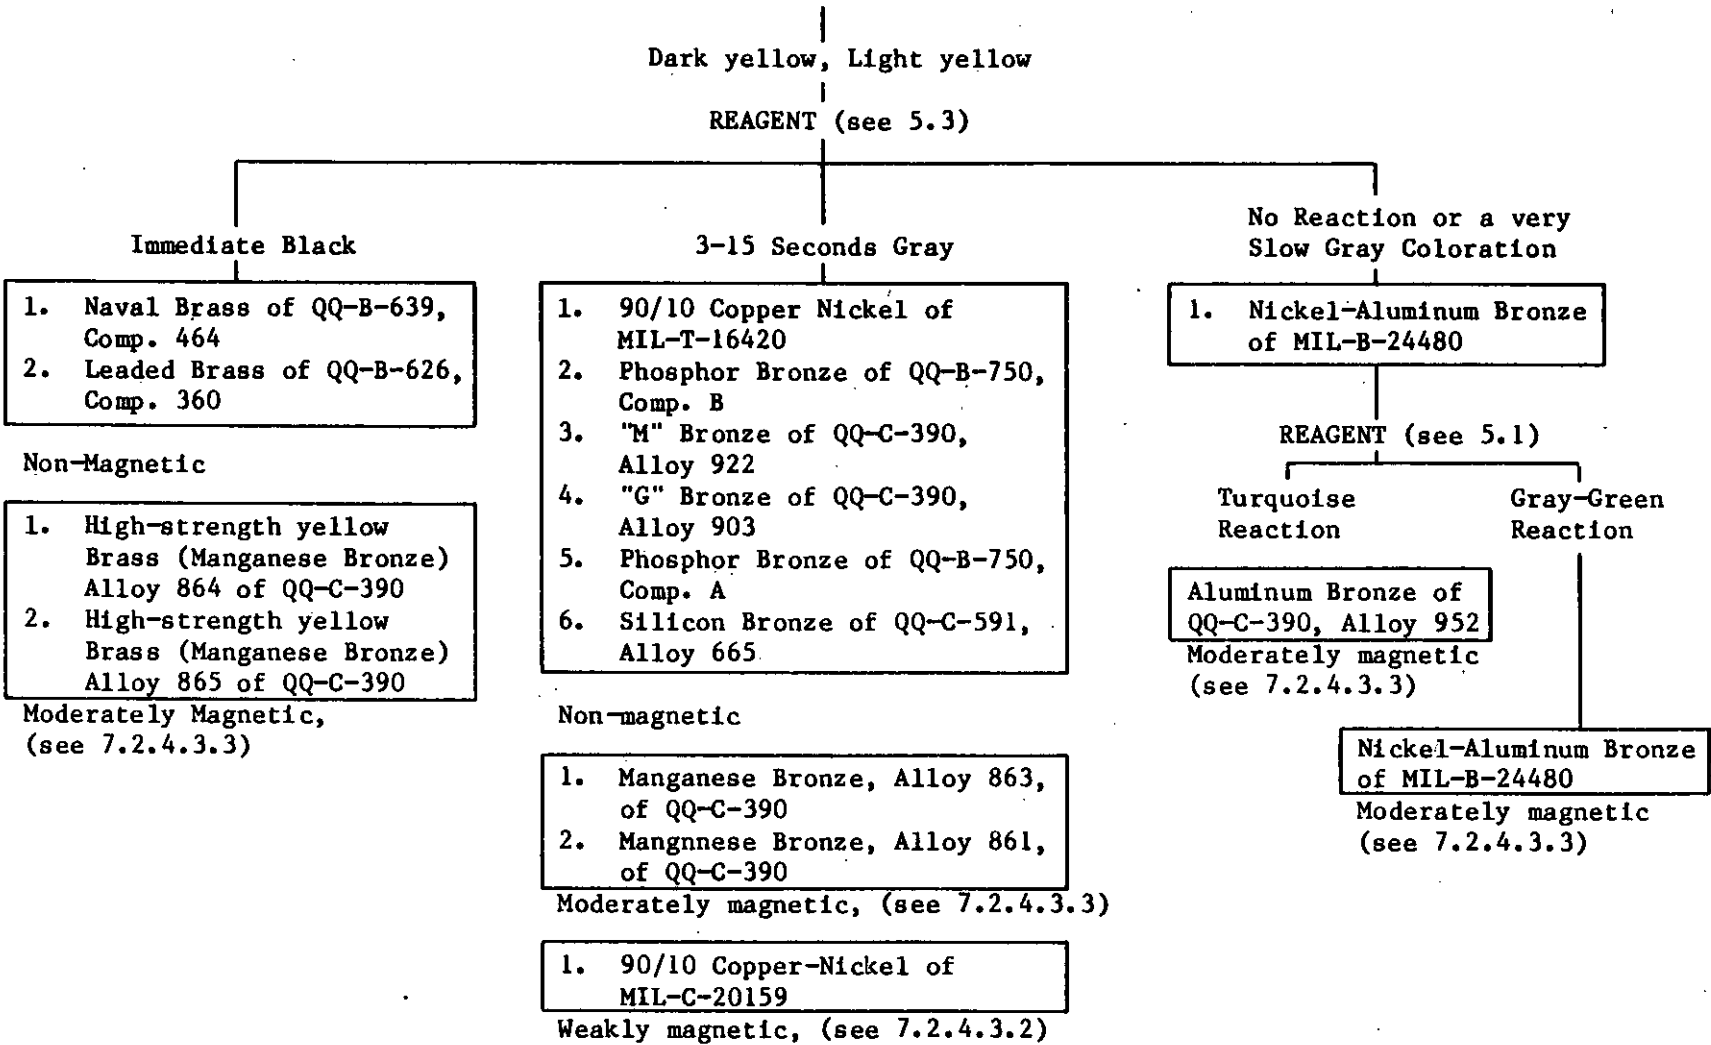 Dark yellow, Light yellow
REAGENT (see 5.3)
Immediate Black
1. Naval Brass of QQ-B-639,
Comp. 464
2. Leaded Brass of QQ-B-626,
Comp. 360
Non-Magnetic
1. High-strength yellow
Brass (Manganese Bronze)
Alloy 864 of QQ-C-390
2. High-strength yellow
Brass (Manganese Bronze)
Alloy 865 of QQ-C-390
Moderately Magnetic,
(see 7.2.4.3.3)
3-15 Seconds Gray
1. 90/10 Copper Nickel of
MIL-T-16420
2. Phosphor Bronze of QQ-B-750,
Comp. B
3. "M" Bronze of QQ-C-390,
Alloy 922
4. "G" Bronze of QQ-C-390,
Alloy 903
5. Phosphor Bronze of QQ-B-750,
Comp. A
6. Silicon Bronze of QQ-C-591,
Alloy 665
Non-magnetic
1. Manganese Bronze, Alloy 863,
of QQ-C-390
2. Mangnnese Bronze, Alloy 861,
of QQ-C-390
Moderately magnetic, (see 7.2.4.3.3)
1. 90/10 Copper-Nickel of
MIL-C-20159
Weakly magnetic, (see 7.2.4.3.2)
No Reaction or a very
Slow Gray Coloration
1. Nickel-Aluminum Bronze
of MIL-B-24480
REAGENT (see 5.1)
Turquoise
Reaction
Aluminum Bronze of
QQ-C-390, Alloy 952
Moderately magnetic
(see 7.2.4.3.3)
Gray-Green
Reaction
Nickel-Aluminum Bronze
of MIL-B-24480
Moderately magnetic
(see 7.2.4.3.3)